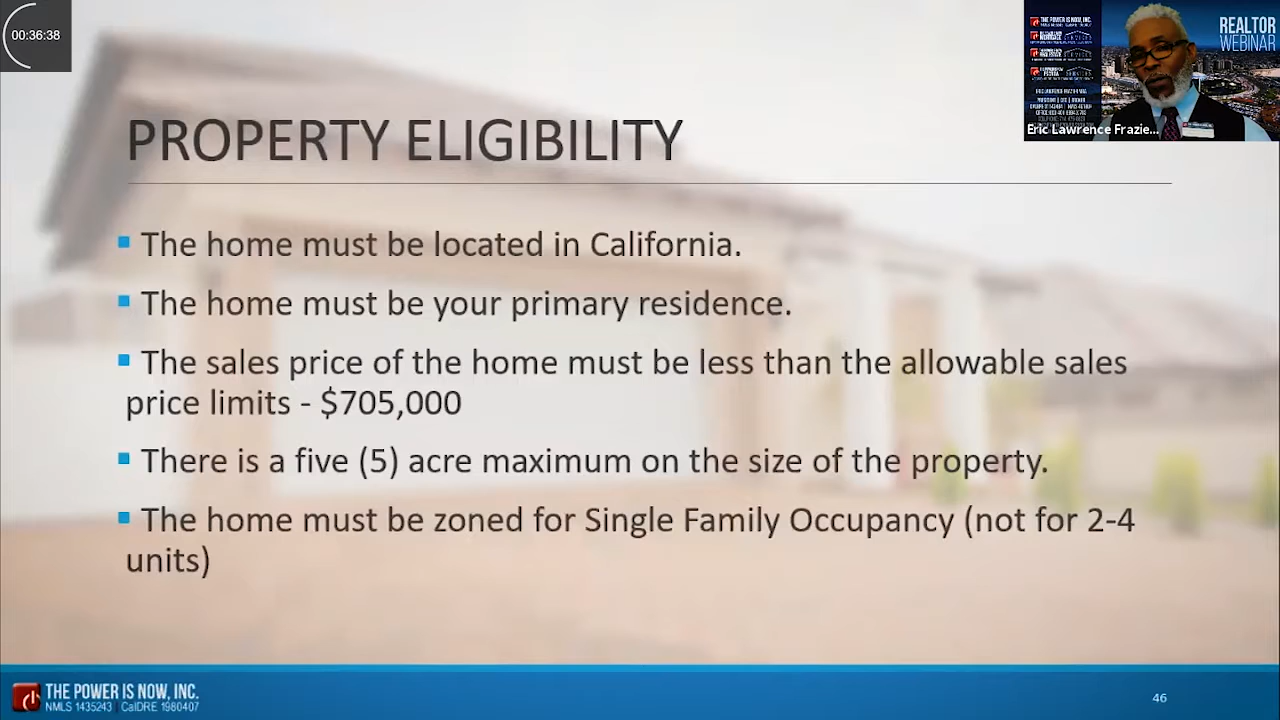 00:36:38
REALTOR
WEBINAR
THE POWER IS NOW, INC.
Eric Lawrence Frazie...
PROPERTY ELIGIBILITY
The home must be located in California.
The home must be your primary residence.
The sales price of the home must be less than the allowable sales
price limits - $705,000
There is a five (5) acre maximum on the size of the property.
The home must be zoned for Single Family Occupancy (not for 2-4
units)
THE POWER IS NOW, INC.
NMLS 1435243 | CalDRE 1980407
46